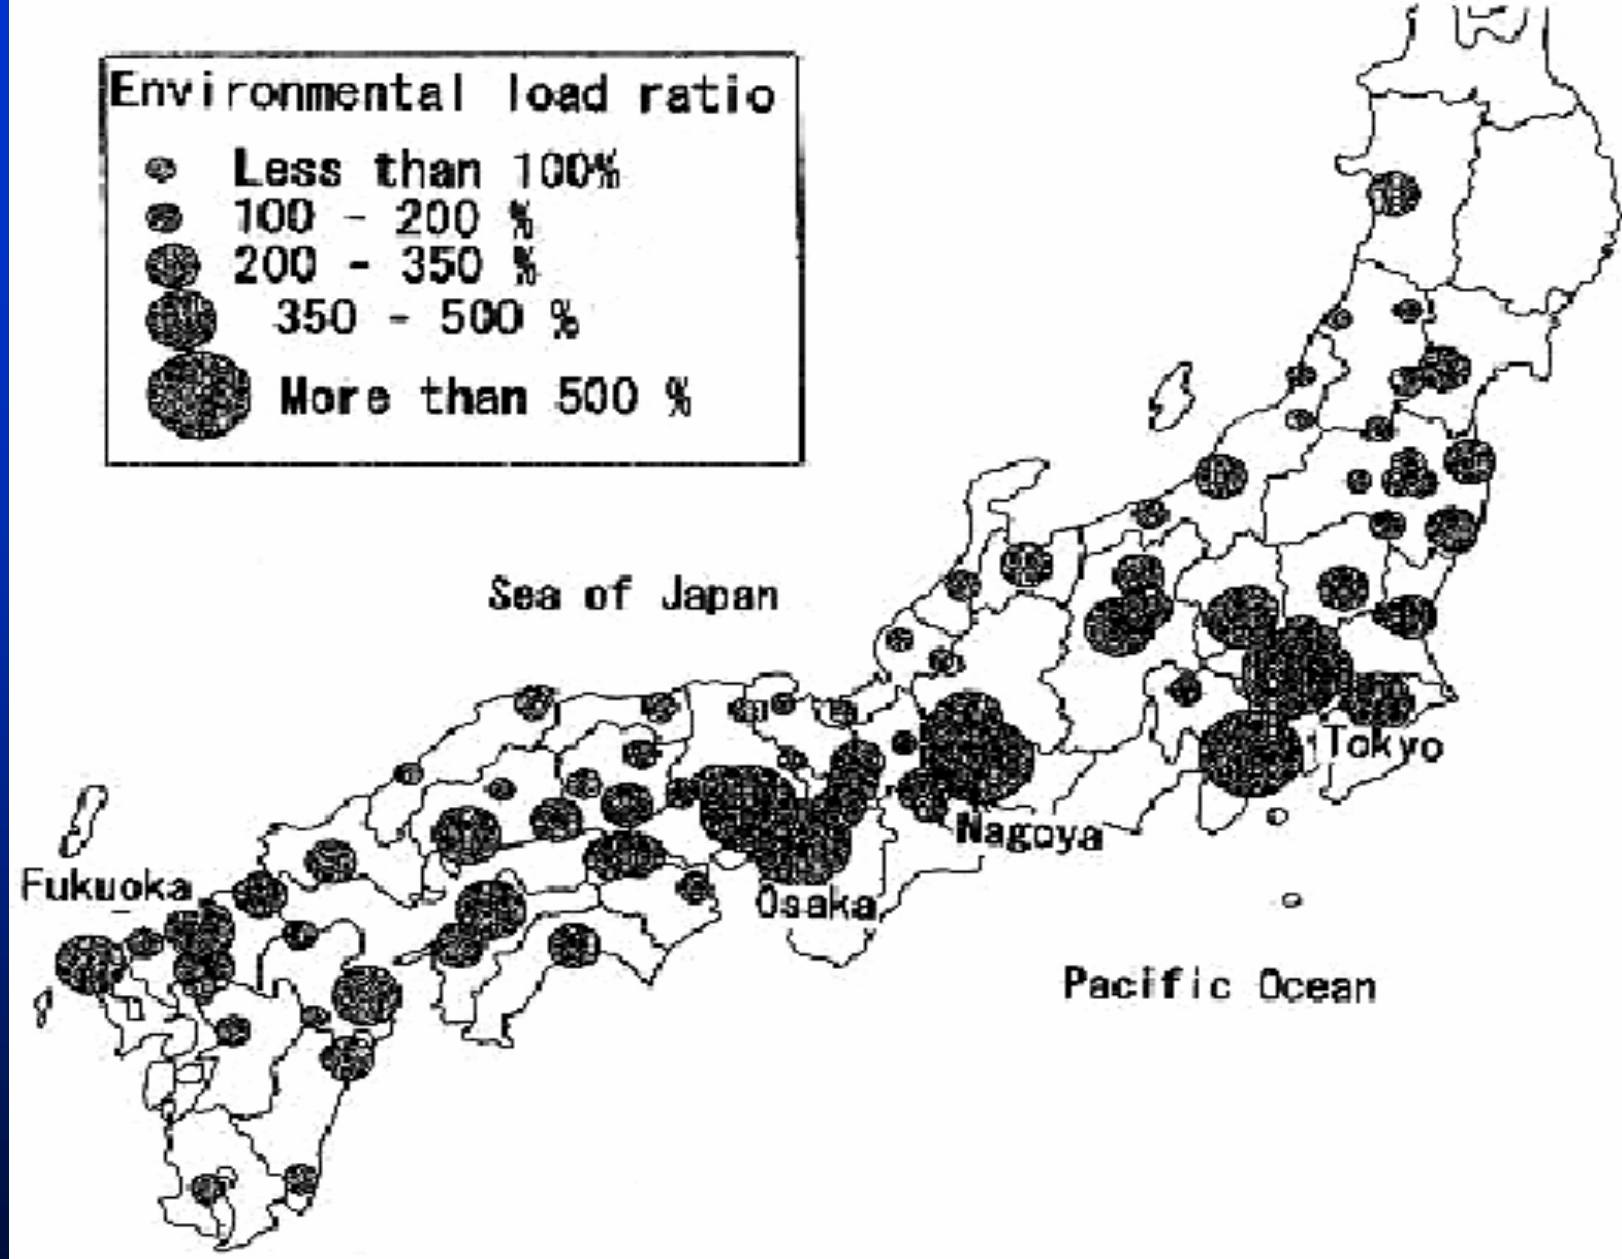 Environmental load ratio
Less than 100%
100 - 200 %
200 - 350 %
350 - 500 %
More than 500 %
Sea of Japan
Tokyo
Nagoya
Fukuoka
Osaka
Pacific Ocean